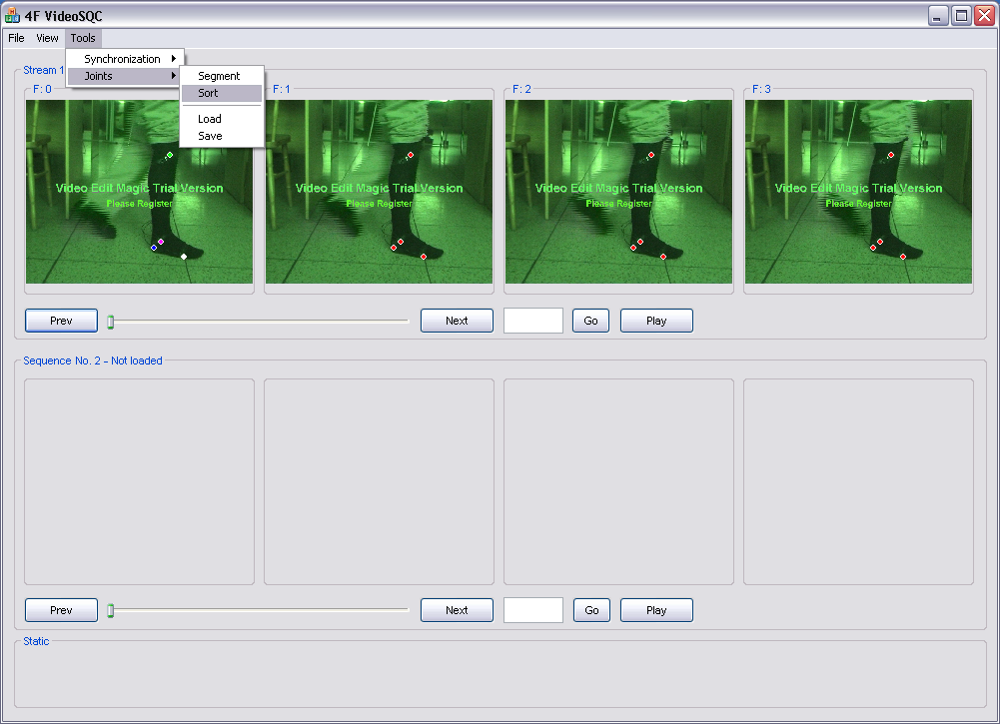 4F VideoSQC
File View Tools
Synchronization
Joints
Segment
Sort
Load
Save
Stream 1
F: 0 F: 1 F: 2 F: 3
Video Edit Magic Trial Version Video Edit Magic Trial Version Video Edit Magic Trial Version Video Edit Magic Trial Version
Please Register Please Register Please Register Please Register
Prev Next Go Play
Sequence No. 2 - Not loaded
Prev Next Go Play
Static